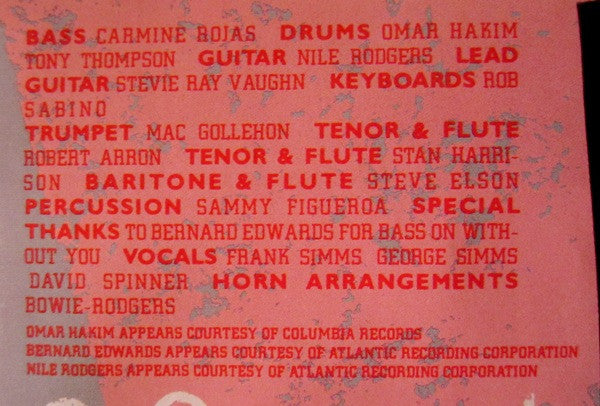 BASS CARMINE ROJAS DRUMS OMAR HAKIM
TONY THOMPSON GUITAR NILE RODGERS LEAD
GUITAR STEVIE RAY VAUGHN KEYBOARDS ROB
SABINO
TRUMPET MAC GOLLEHON TENOR & FLUTE
ROBERT ARRON TENOR & FLUTE STAN HARRI-
SON BARITONE & FLUTE STEVE ELSON
PERCUSSION SAMMY FIGUEROA SPECIAL
THANKS TO BERNARD EDWARDS FOR BASS ON WITH-
OUT YOU VOCALS FRANK SIMMS GEORGE SIMMS
DAVID SPINNER HORN ARRANGEMENTS
BOWIE-RODGERS
OMAR HAKIM APPEARS COURTESY OF COLUMBIA RECORDS
BERNARD EDWARDS APPEARS COURTESY OF ATLANTIC RECORDING CORPORATION
NILE RODGERS APPEARS COURTESY OF ATLANTIC RECORDING CORPORATION